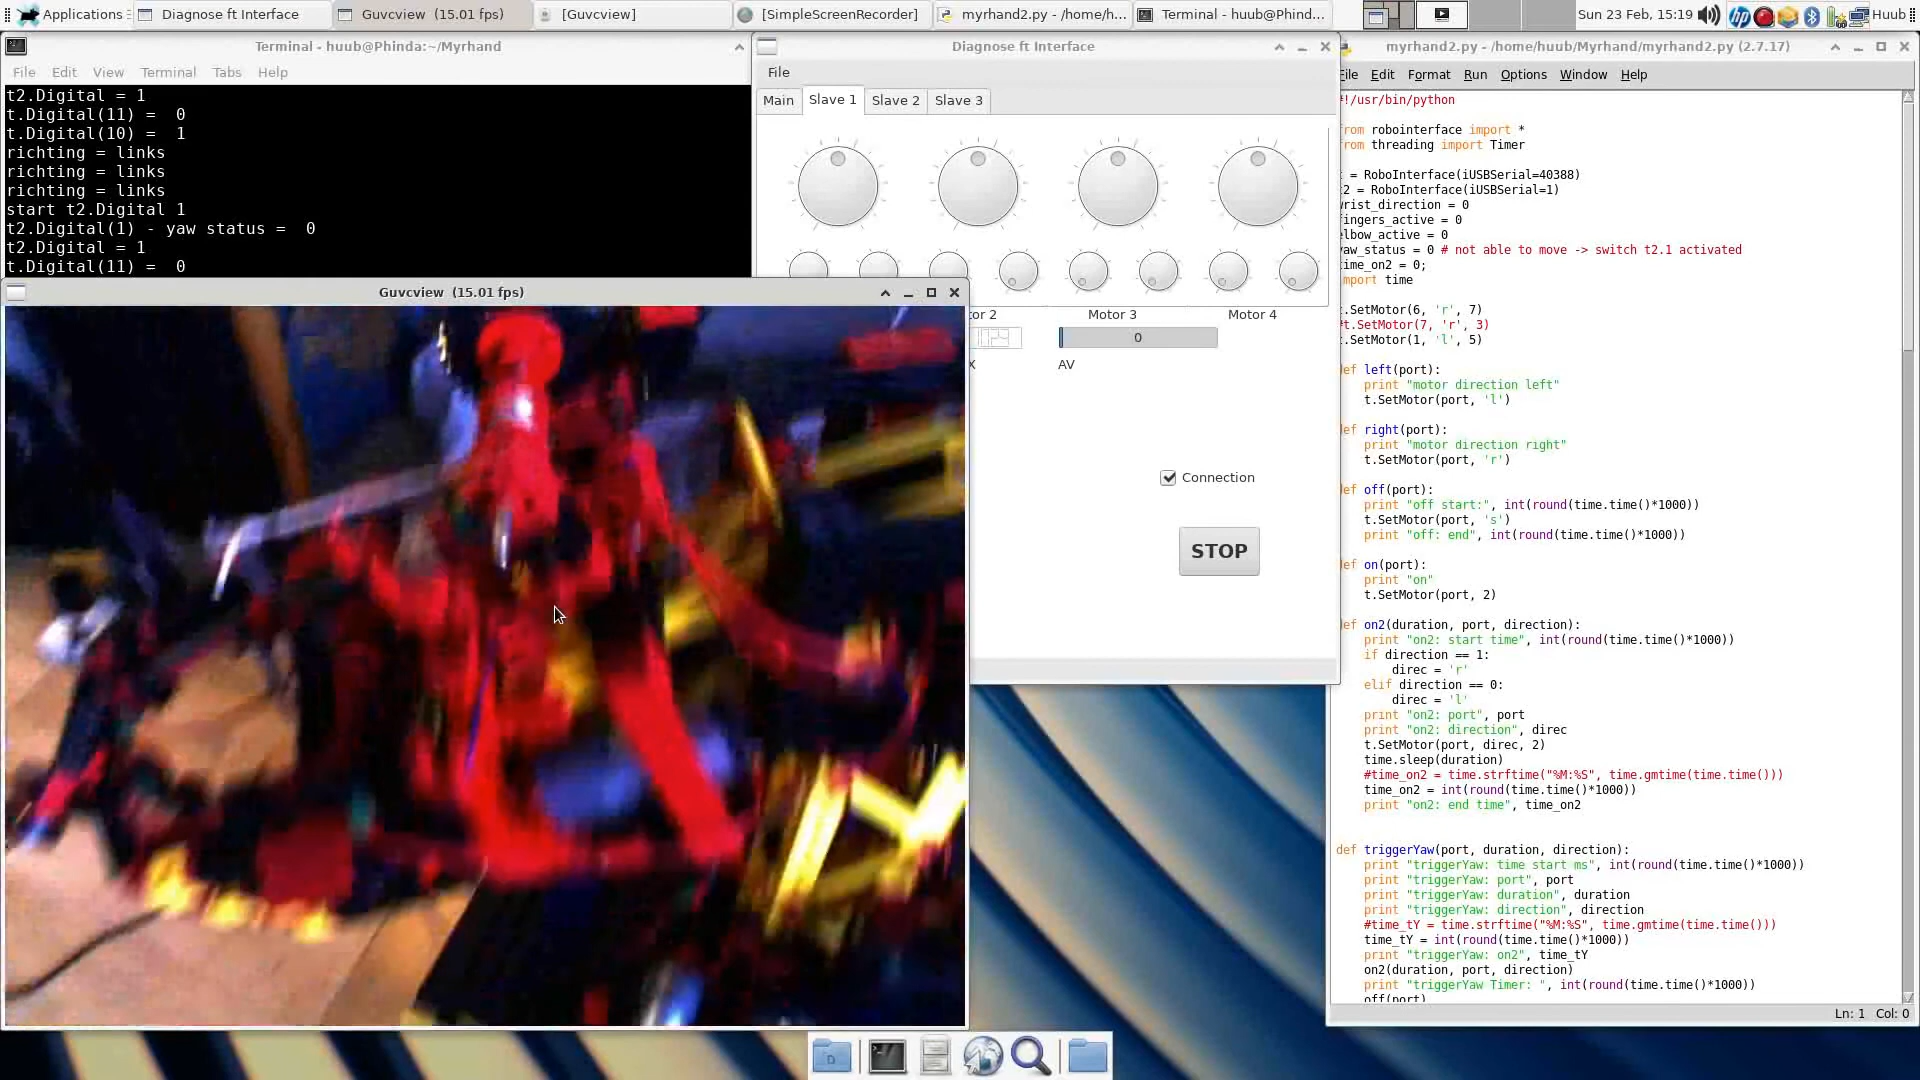 Applications
Diagnose ft Interface
Guvcview (15.01 fps)
[Guvcview]
[SimpleScreenRecorder]
myrhand2.py - /home/h...
Terminal - huub@Phind...
Sun 23 Feb, 15:19
Huub
Terminal - huub@Phinda:~/Myrhand
File Edit View Terminal Tabs Help
t2.Digital = 1
t.Digital(11) = 0
t.Digital(10) = 1
richting = links
richting = links
richting = links
start t2.Digital 1
t2.Digital(1) - yaw status = 0
t2.Digital = 1
t.Digital(11) = 0
Guvcview (15.01 fps)
Diagnose ft Interface
File
Main Slave 1 Slave 2 Slave 3
or 2 Motor 3 Motor 4
0
X AV
Connection
STOP
myrhand2.py - /home/huub/Myrhand/myrhand2.py (2.7.17)
File Edit Format Run Options Window Help
#!/usr/bin/python
from robointerface import *
from threading import Timer
t = RoboInterface(iUSBSerial=40388)
t2 = RoboInterface(iUSBSerial=1)
wrist_direction = 0
fingers_active = 0
elbow_active = 0
yaw_status = 0 # not able to move -> switch t2.1 activated
time_on2 = 0;
import time
t.SetMotor(6, 'r', 7)
#t.SetMotor(7, 'r', 3)
t.SetMotor(1, 'l', 5)
def left(port):
    print "motor direction left"
    t.SetMotor(port, 'l')
def right(port):
    print "motor direction right"
    t.SetMotor(port, 'r')
def off(port):
    print "off start:", int(round(time.time()*1000))
    t.SetMotor(port, 's')
    print "off: end", int(round(time.time()*1000))
def on(port):
    print "on"
    t.SetMotor(port, 2)
def on2(duration, port, direction):
    print "on2: start time", int(round(time.time()*1000))
    if direction == 1:
        direc = 'r'
    elif direction == 0:
        direc = 'l'
    print "on2: port", port
    print "on2: direction", direc
    t.SetMotor(port, direc, 2)
    time.sleep(duration)
    #time_on2 = time.strftime("%M:%S", time.gmtime(time.time()))
    time_on2 = int(round(time.time()*1000))
    print "on2: end time", time_on2
def triggerYaw(port, duration, direction):
    print "triggerYaw: time start ms", int(round(time.time()*1000))
    print "triggerYaw: port", port
    print "triggerYaw: duration", duration
    print "triggerYaw: direction", direction
    #time_tY = time.strftime("%M:%S", time.gmtime(time.time()))
    time_tY = int(round(time.time()*1000))
    print "triggerYaw: on2", time_tY
    on2(duration, port, direction)
    print "triggerYaw Timer: ", int(round(time.time()*1000))
    off(port)
Ln: 1 Col: 0